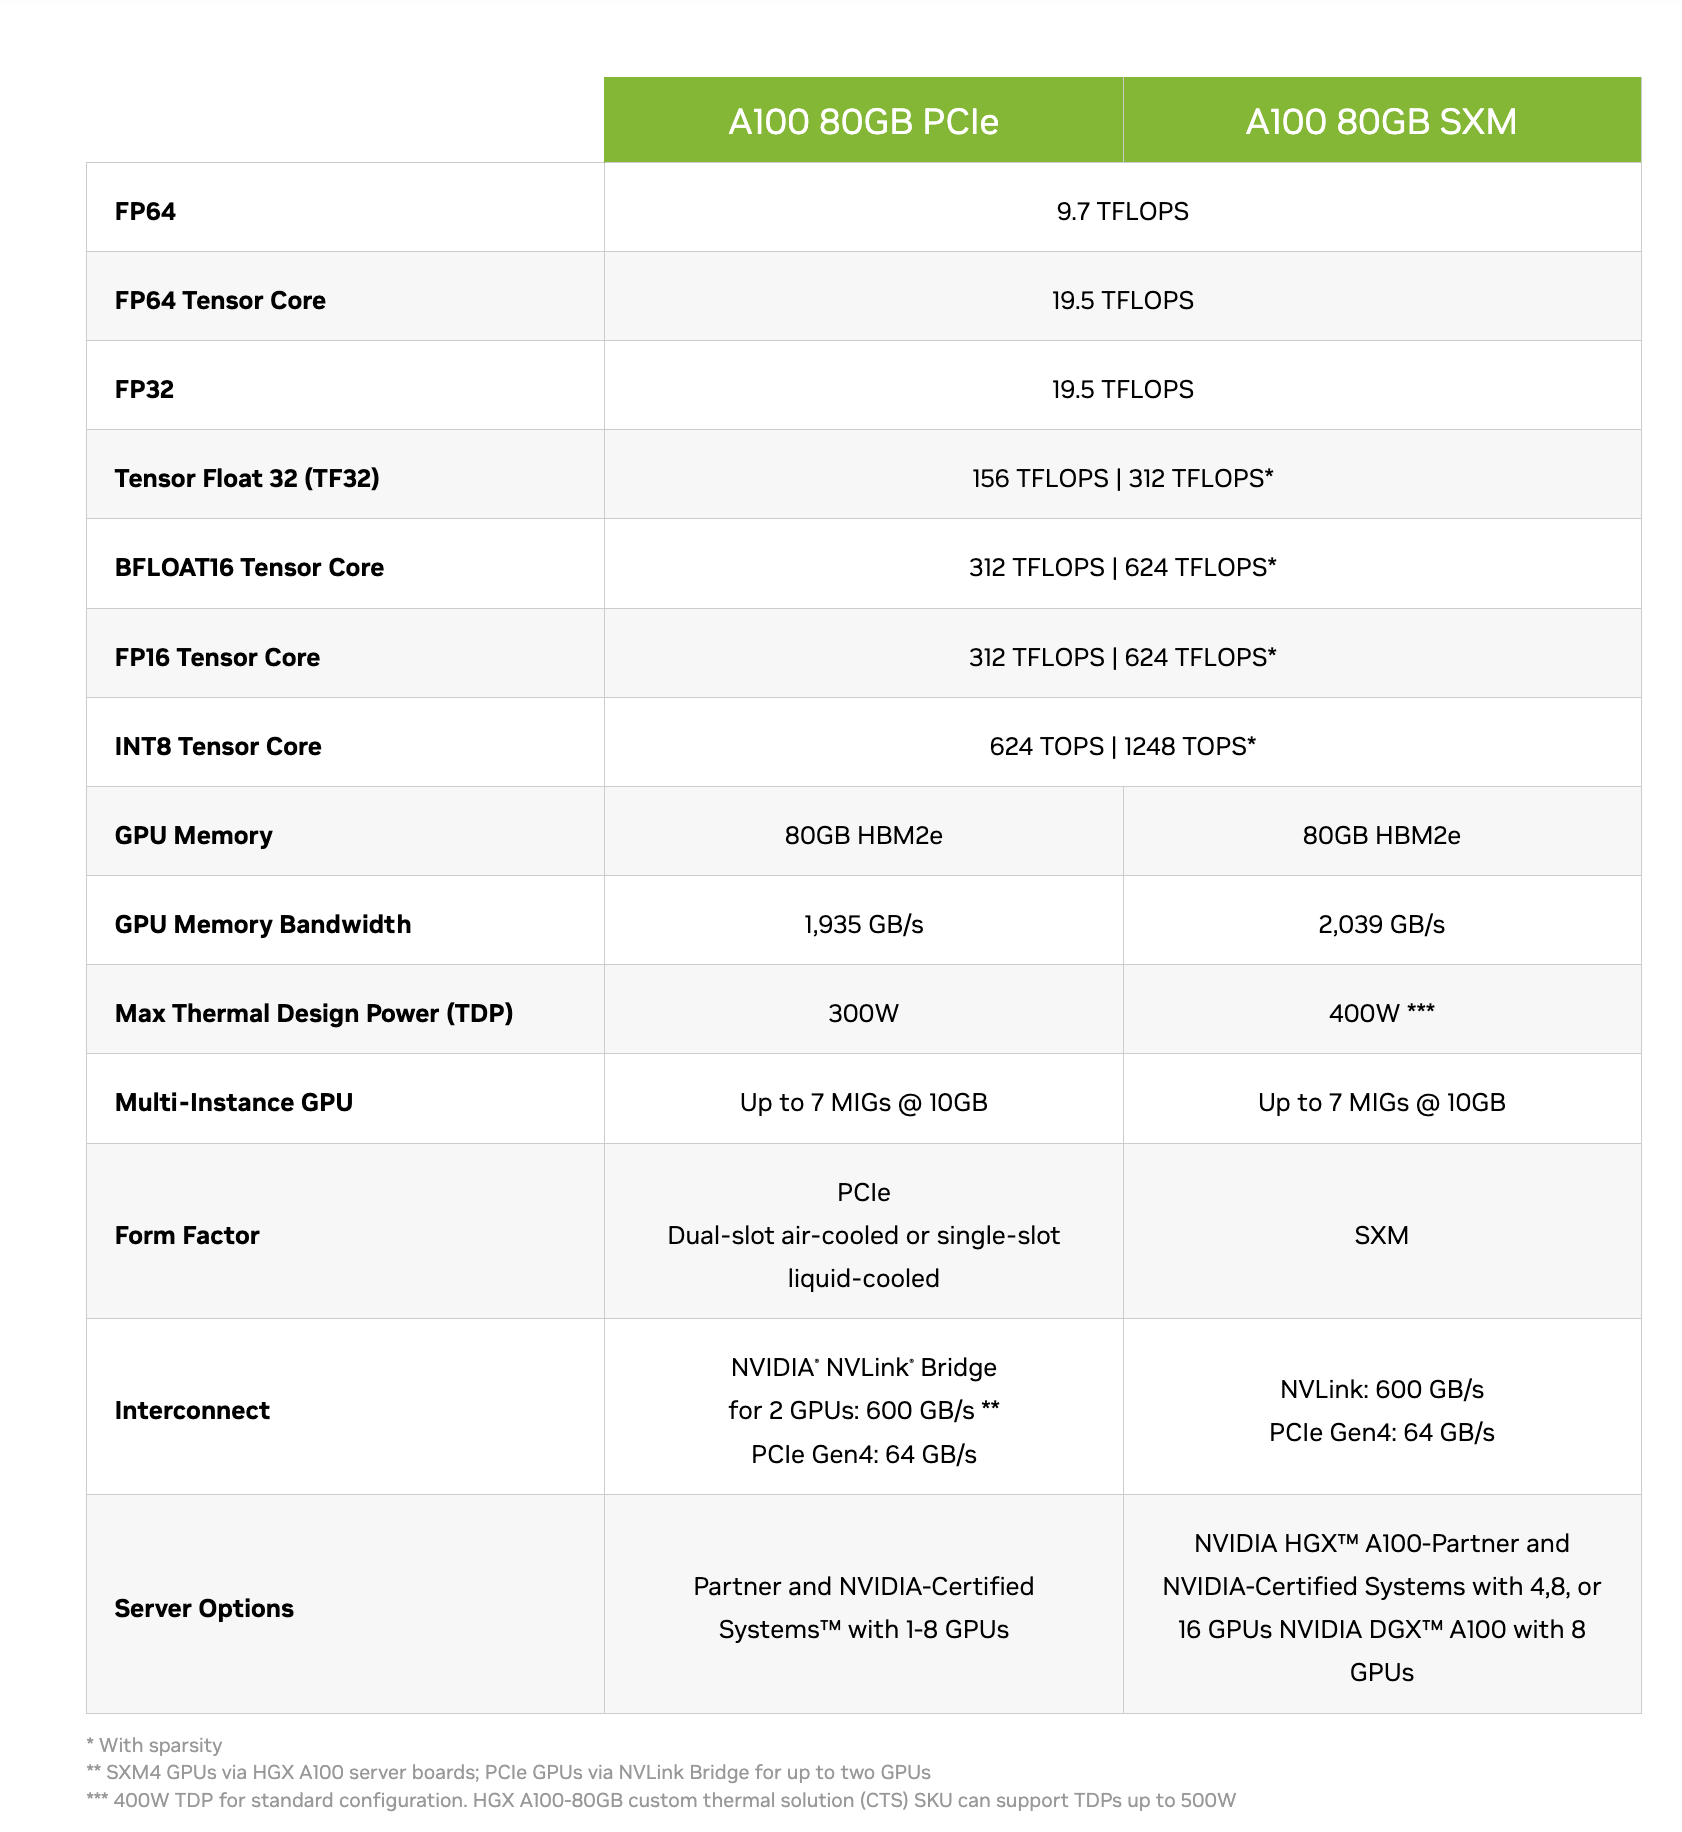 A100 80GB PCIe
A100 80GB SXM
FP64
9.7 TFLOPS
FP64 Tensor Core
19.5 TFLOPS
FP32
19.5 TFLOPS
Tensor Float 32 (TF32)
156 TFLOPS | 312 TFLOPS*
BFLOAT16 Tensor Core
312 TFLOPS | 624 TFLOPS*
FP16 Tensor Core
312 TFLOPS | 624 TFLOPS*
INT8 Tensor Core
624 TOPS | 1248 TOPS*
GPU Memory
80GB HBM2e
80GB HBM2e
GPU Memory Bandwidth
1,935 GB/s
2,039 GB/s
Max Thermal Design Power (TDP)
300W
400W ***
Multi-Instance GPU
Up to 7 MIGs @ 10GB
Up to 7 MIGs @ 10GB
Form Factor
PCIe
Dual-slot air-cooled or single-slot
liquid-cooled
SXM
Interconnect
NVIDIA® NVLink® Bridge
for 2 GPUs: 600 GB/s **
PCIe Gen4: 64 GB/s
NVLink: 600 GB/s
PCIe Gen4: 64 GB/s
Server Options
Partner and NVIDIA-Certified
Systems™ with 1-8 GPUs
NVIDIA HGX™ A100-Partner and
NVIDIA-Certified Systems with 4,8, or
16 GPUs NVIDIA DGX™ A100 with 8
GPUs
* With sparsity
** SXM4 GPUs via HGX A100 server boards; PCIe GPUs via NVLink Bridge for up to two GPUs
*** 400W TDP for standard configuration. HGX A100-80GB custom thermal solution (CTS) SKU can support TDPs up to 500W